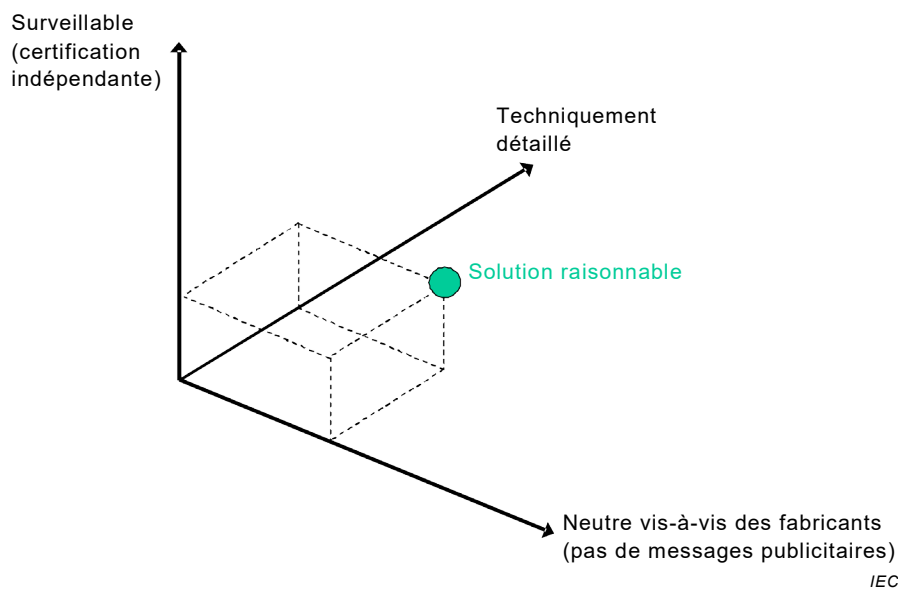 Surveillable
(certification
indépendante)
Techniquement
détaillé
Solution raisonnable
Neutre vis-à-vis des fabricants
(pas de messages publicitaires)
IEC